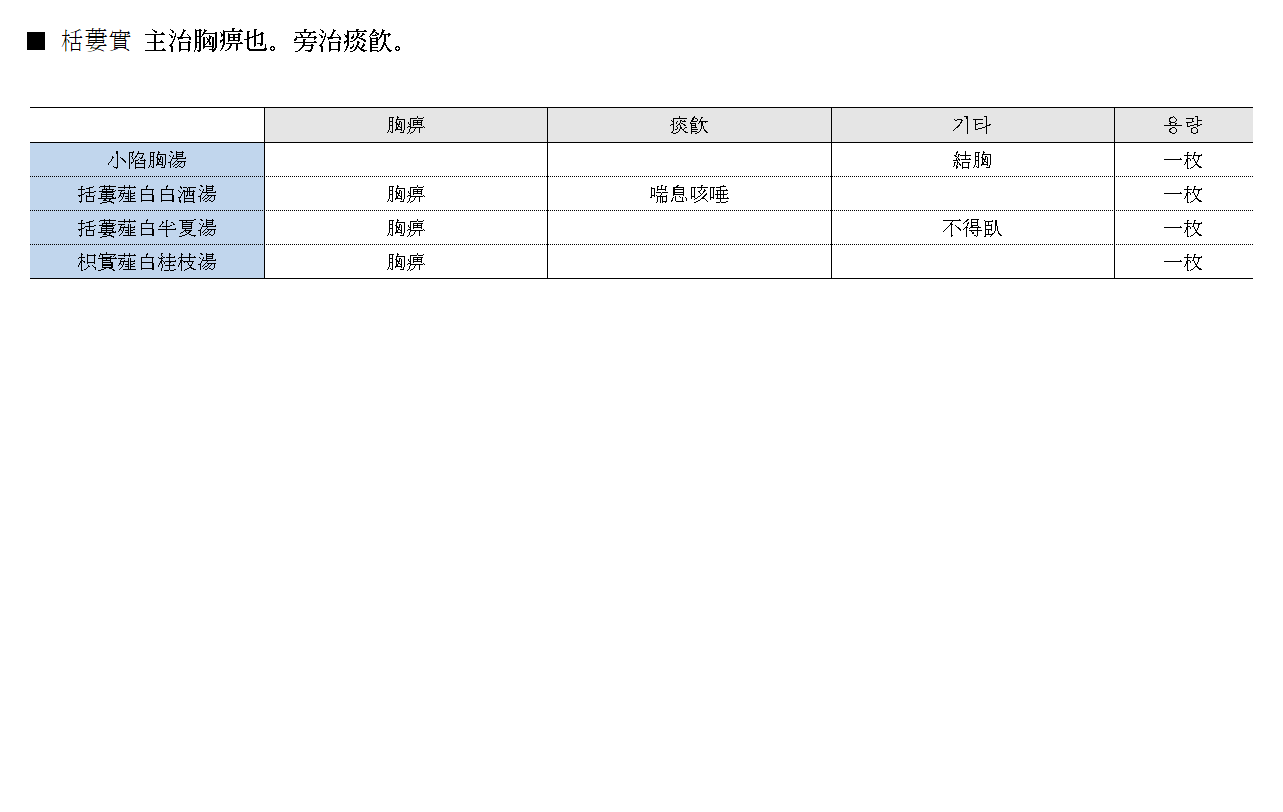 ■ 栝蔞實 主治胸痹也。旁治痰飮。
胸痹 痰飮 기타 용량
小陷胸湯 結胸 一枚
括蔞薤白白酒湯 胸痹 喘息咳唾 一枚
括蔞薤白半夏湯 胸痹 不得臥 一枚
枳實薤白桂枝湯 胸痹 一枚